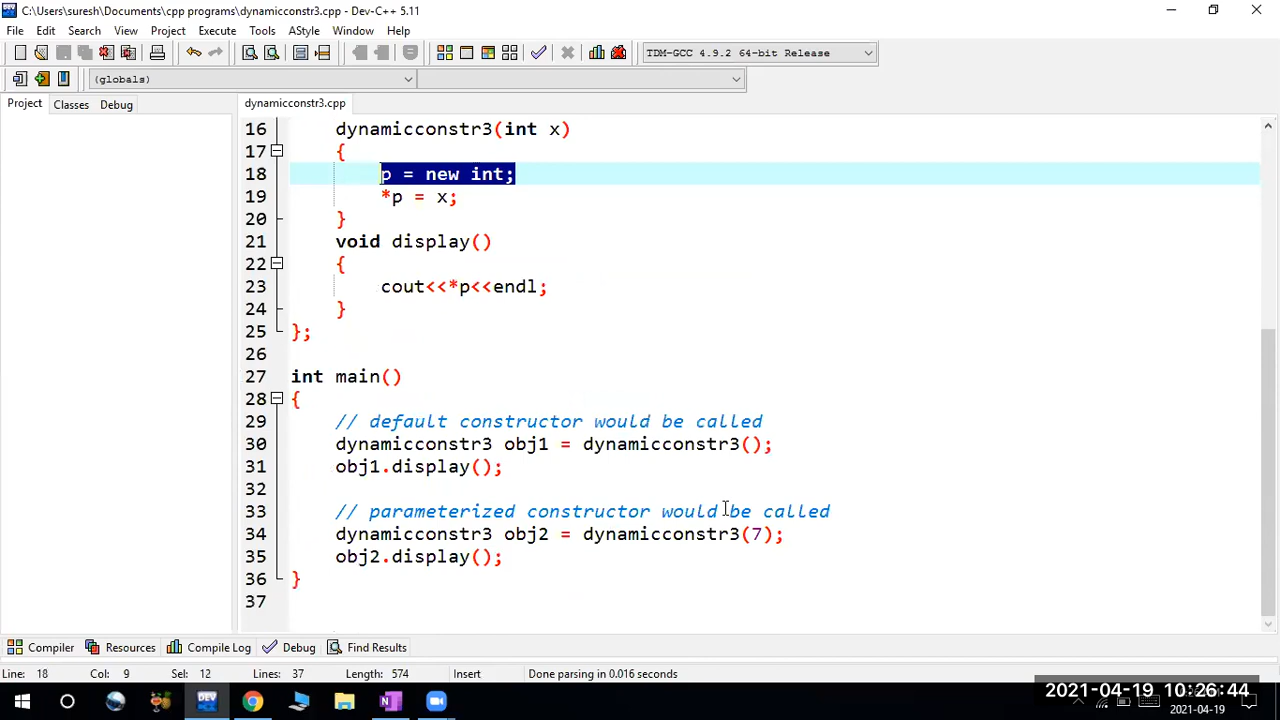 C:\Users\suresh\Documents\cpp programs\dynamicconstr3.cpp - Dev-C++ 5.11
File Edit Search View Project Execute Tools AStyle Window Help
TDM-GCC 4.9.2 64-bit Release
(globals)
Project Classes Debug
dynamicconstr3.cpp
16 dynamicconstr3(int x)
17 {
18 p = new int;
19 *p = x;
20 }
21 void display()
22 {
23 cout<<*p<<endl;
24 }
25 };
26
27 int main()
28 {
29 // default constructor would be called
30 dynamicconstr3 obj1 = dynamicconstr3();
31 obj1.display();
32
33 // parameterized constructor would be called
34 dynamicconstr3 obj2 = dynamicconstr3(7);
35 obj2.display();
36 }
37
Compiler Resources Compile Log Debug Find Results
Line: 18 Col: 9 Sel: 12 Lines: 37 Length: 574 Insert Done parsing in 0.016 seconds
DEV
2021-04-19 10:26:44
2021-04-19